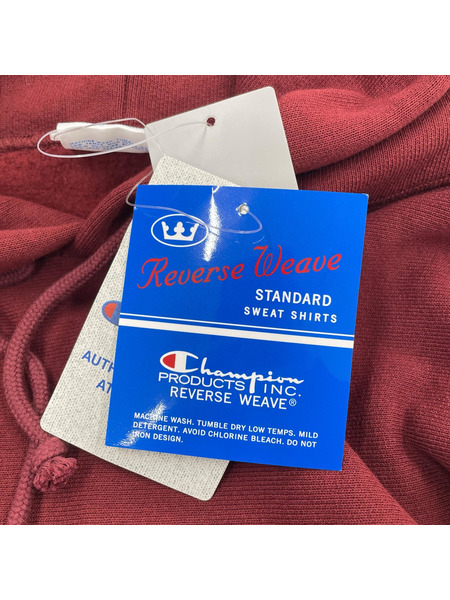 Reverse Weave
STANDARD
SWEAT SHIRTS
Champion
PRODUCTS INC.
REVERSE WEAVE®
MACHINE WASH. TUMBLE DRY LOW TEMPS. MILD
DETERGENT. AVOID CHLORINE BLEACH. DO NOT
IRON DESIGN.
AUTH
AT